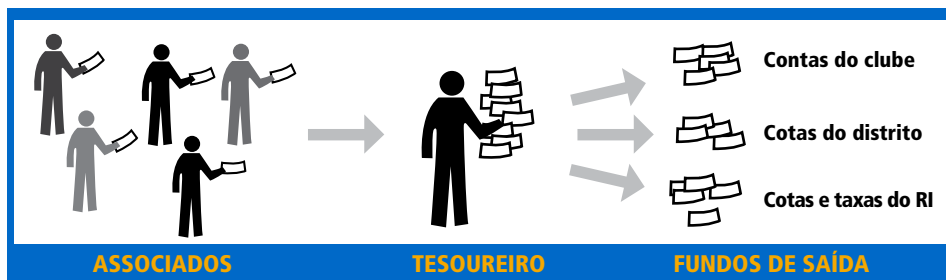 Contas do clube
Cotas do distrito
Cotas e taxas do RI
ASSOCIADOS
TESOUREIRO
FUNDOS DE SAÍDA